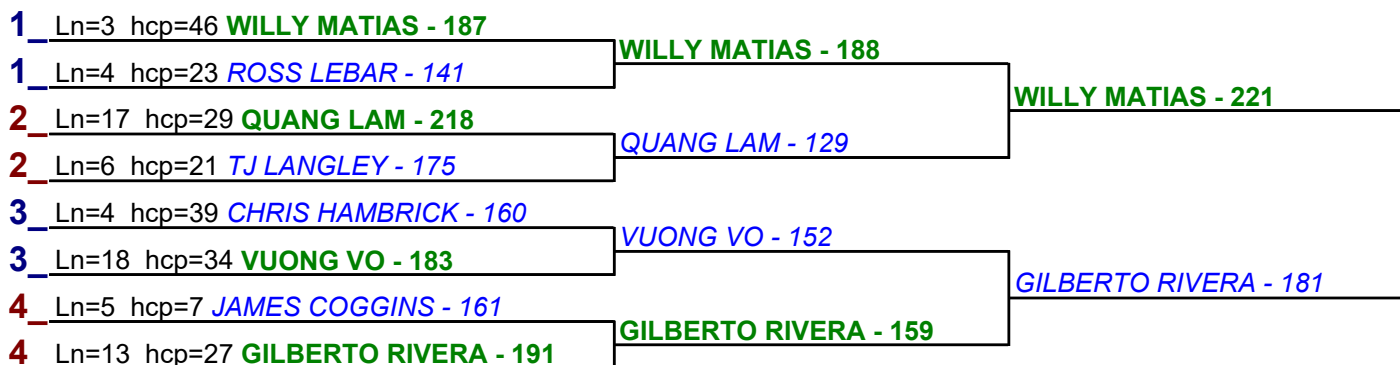 1_ Ln=3 hcp=46 WILLY MATIAS - 187
WILLY MATIAS - 188
1_ Ln=4 hcp=23 ROSS LEBAR - 141
WILLY MATIAS - 221
2_ Ln=17 hcp=29 QUANG LAM - 218
QUANG LAM - 129
2_ Ln=6 hcp=21 TJ LANGLEY - 175
3_ Ln=4 hcp=39 CHRIS HAMBRICK - 160
VUONG VO - 152
3_ Ln=18 hcp=34 VUONG VO - 183
GILBERTO RIVERA - 181
4_ Ln=5 hcp=7 JAMES COGGINS - 161
GILBERTO RIVERA - 159
4 Ln=13 hcp=27 GILBERTO RIVERA - 191